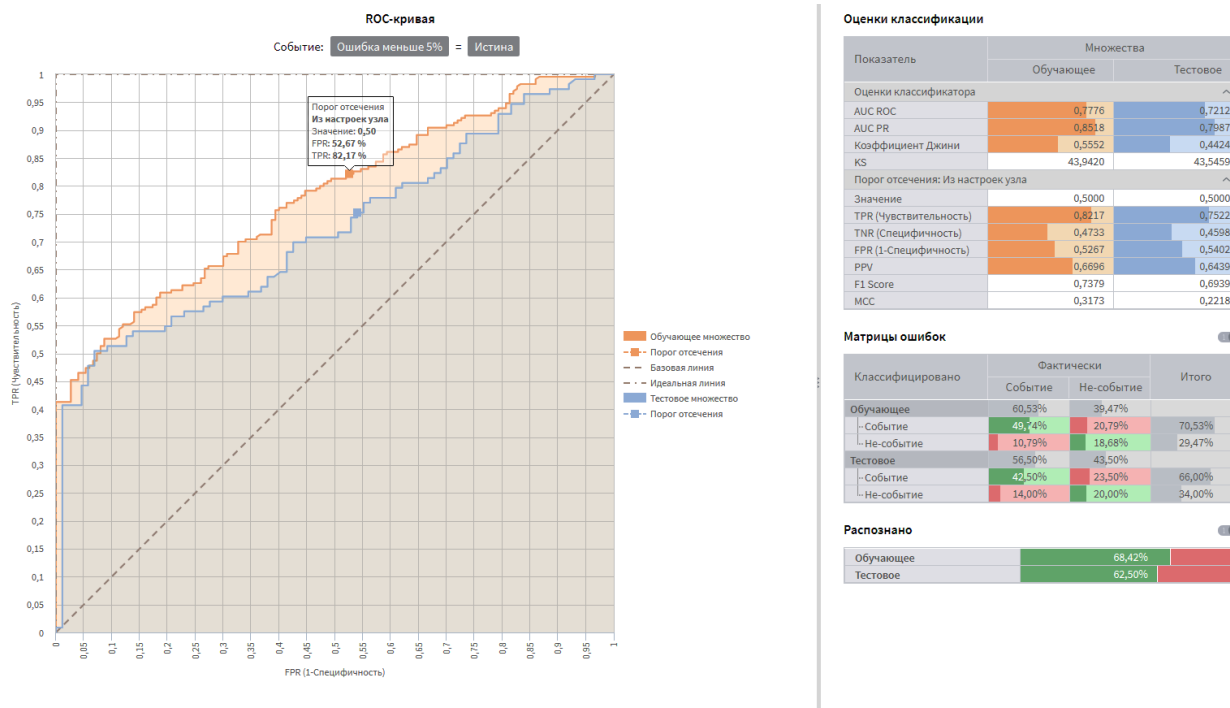 ROC-кривая
Событие: Ошибка меньше 5% = Истина
Порог отсечения
Из настроек узла
Значение: 0,50
FPR: 52,67 %
TPR: 82,17 %
TPR (Чувствительность)
1
0,95
0,9
0,85
0,8
0,75
0,7
0,65
0,6
0,55
0,5
0,45
0,4
0,35
0,3
0,25
0,2
0,15
0,1
0,05
0
0 0,05 0,1 0,15 0,2 0,25 0,3 0,35 0,4 0,45 0,5 0,55 0,6 0,65 0,7 0,75 0,8 0,85 0,9 0,95 1
FPR (1-Специфичность)
Обучающее множество
Порог отсечения
Базовая линия
Идеальная линия
Тестовое множество
Порог отсечения
Оценки классификации
Показатель Множества
Обучающее Тестовое
Оценки классификатора
AUC ROC 0,7776 0,7212
AUC PR 0,8518 0,7987
Коэффициент Джини 0,5552 0,4424
KS 43,9420 43,5459
Порог отсечения: Из настроек узла
Значение 0,5000 0,5000
TPR (Чувствительность) 0,8217 0,7522
TNR (Специфичность) 0,4733 0,4598
FPR (1-Специфичность) 0,5267 0,5402
PPV 0,6696 0,6439
F1 Score 0,7379 0,6939
MCC 0,3173 0,2218
Матрицы ошибок
Классифицировано Фактически Итого
Событие Не-событие
Обучающее 60,53% 39,47%
Событие 49,74% 20,79% 70,53%
Не-событие 10,79% 18,68% 29,47%
Тестовое 56,50% 43,50%
Событие 42,50% 23,50% 66,00%
Не-событие 14,00% 20,00% 34,00%
Распознано
Обучающее 68,42%
Тестовое 62,50%